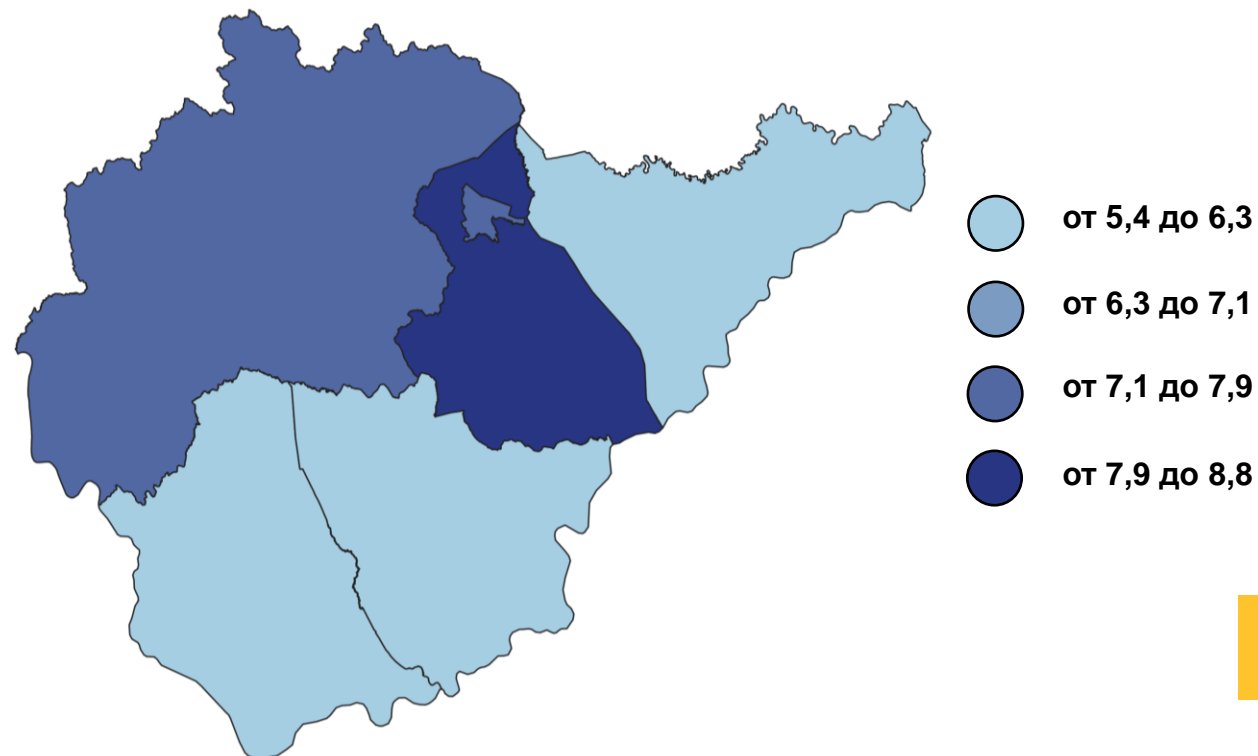 от 5,4 до 6,3
от 6,3 до 7,1
от 7,1 до 7,9
от 7,9 до 8,8